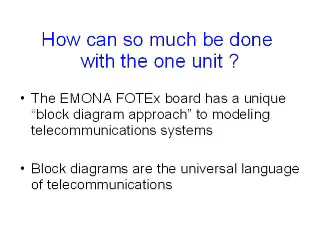 How can so much be done
with the one unit ?
• The EMONA FOTEx board has a unique
“block diagram approach” to modeling
telecommunications systems
• Block diagrams are the universal language
of telecommunications